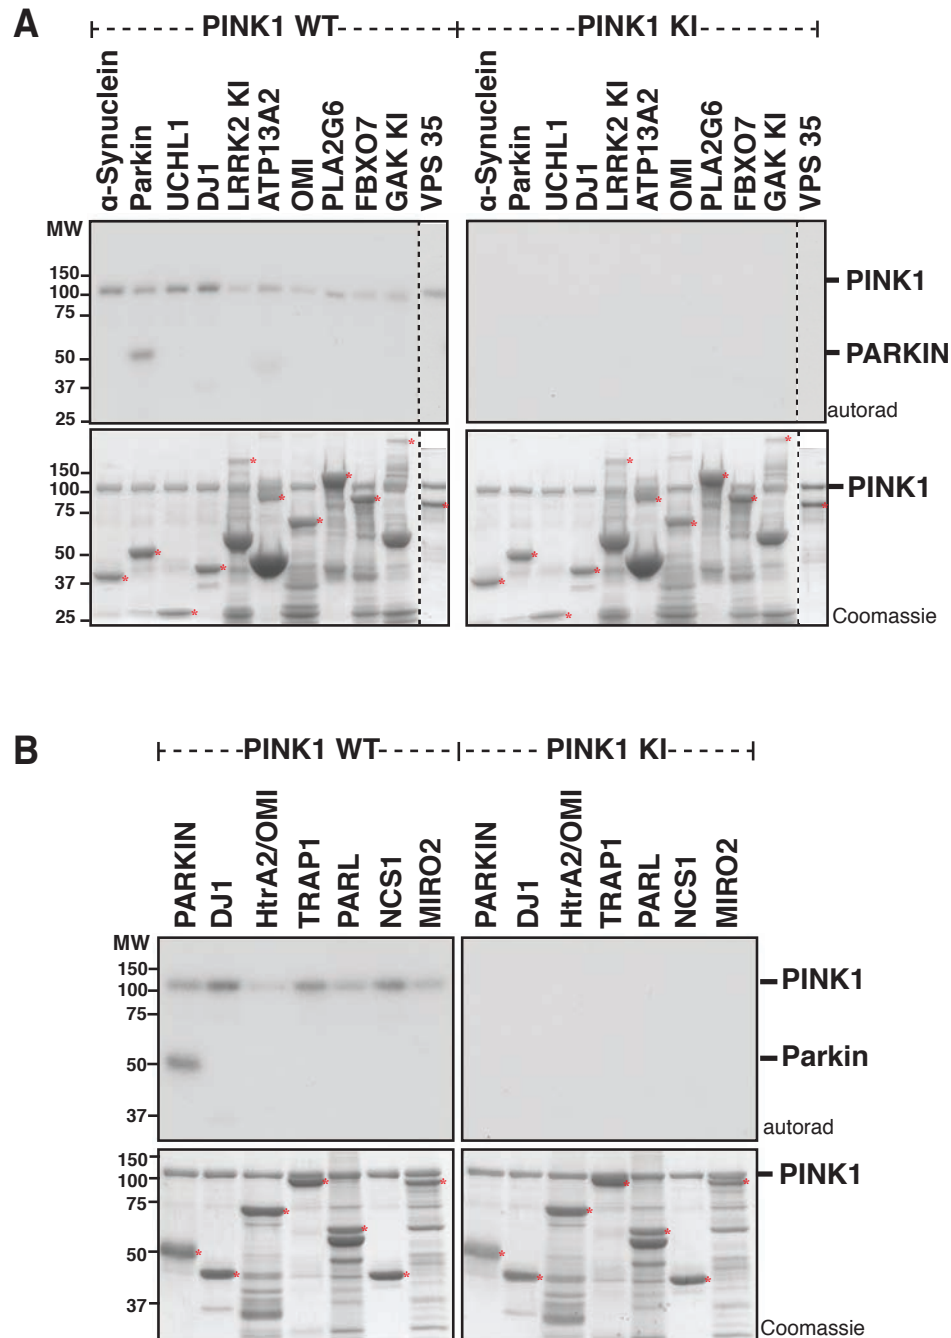 A
PINK1 WT
PINK1 KI
α-Synuclein
Parkin
UCHL1
DJ1
LRRK2 KI
ATP13A2
OMI
PLA2G6
FBXO7
GAK KI
VPS 35
α-Synuclein
Parkin
UCHL1
DJ1
LRRK2 KI
ATP13A2
OMI
PLA2G6
FBXO7
GAK KI
VPS 35
MW
150
100
75
50
37
25
PINK1
PARKIN
autorad
150
100
75
50
37
25
PINK1
Coomassie
B
PINK1 WT
PINK1 KI
PARKIN
DJ1
HtrA2/OMI
TRAP1
PARL
NCS1
MIRO2
PARKIN
DJ1
HtrA2/OMI
TRAP1
PARL
NCS1
MIRO2
MW
150
100
75
50
37
PINK1
Parkin
autorad
150
100
75
50
37
PINK1
Coomassie